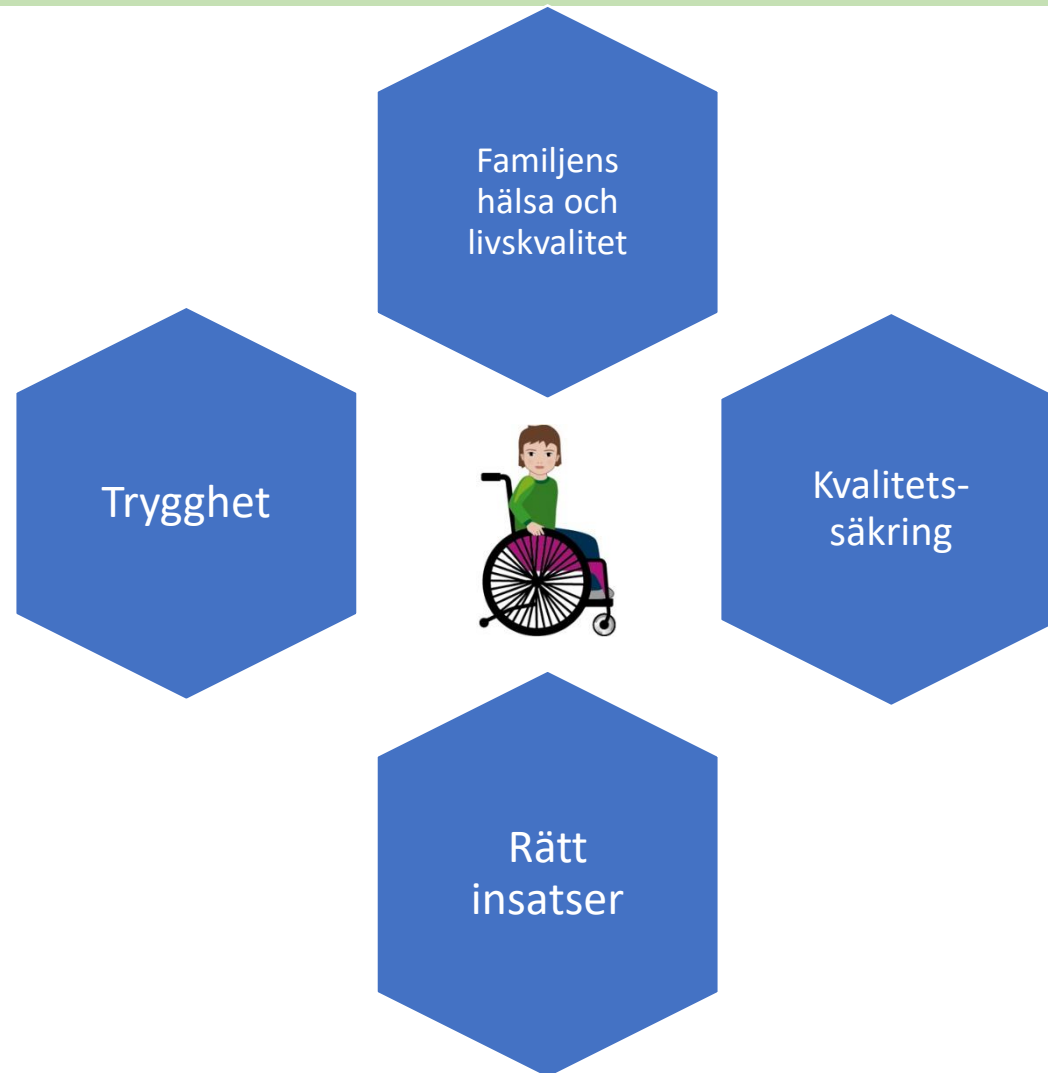 Familjens
hälsa och
livskvalitet
Trygghet
Kvalitets-
säkring
Rätt
insatser